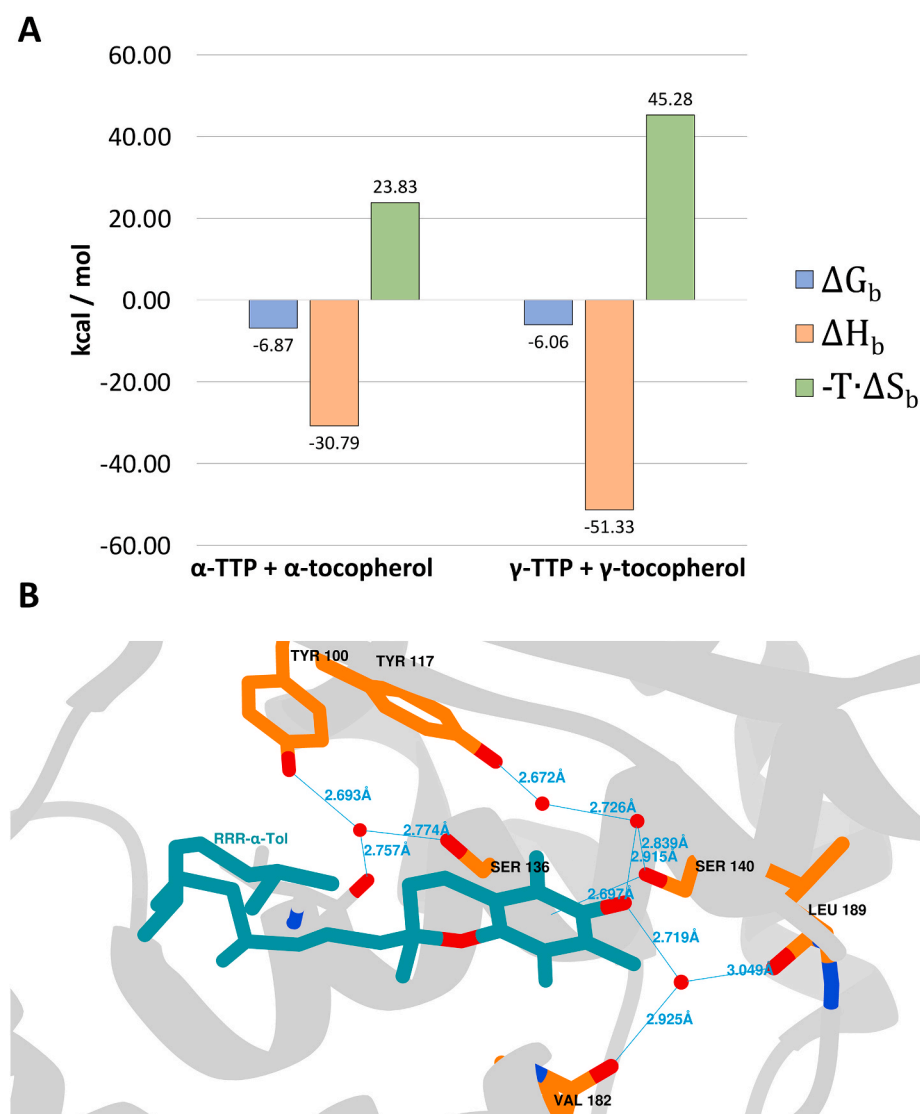 A
60.00
40.00
20.00
0.00
-20.00
-40.00
-60.00
kcal / mol
45.28
23.83
-6.87
-6.06
-30.79
-51.33
ΔG_b
ΔH_b
-T·ΔS_b
α-TTP + α-tocopherol
γ-TTP + γ-tocopherol
B
TYR 100
TYR 117
2.672Å
2.693Å
2.726Å
2.774Å
2.839Å
RRR-α-Tol
2.757Å
2.915Å
SER 136
SER 140
2.697Å
LEU 189
2.719Å
3.049Å
2.925Å
VAL 182